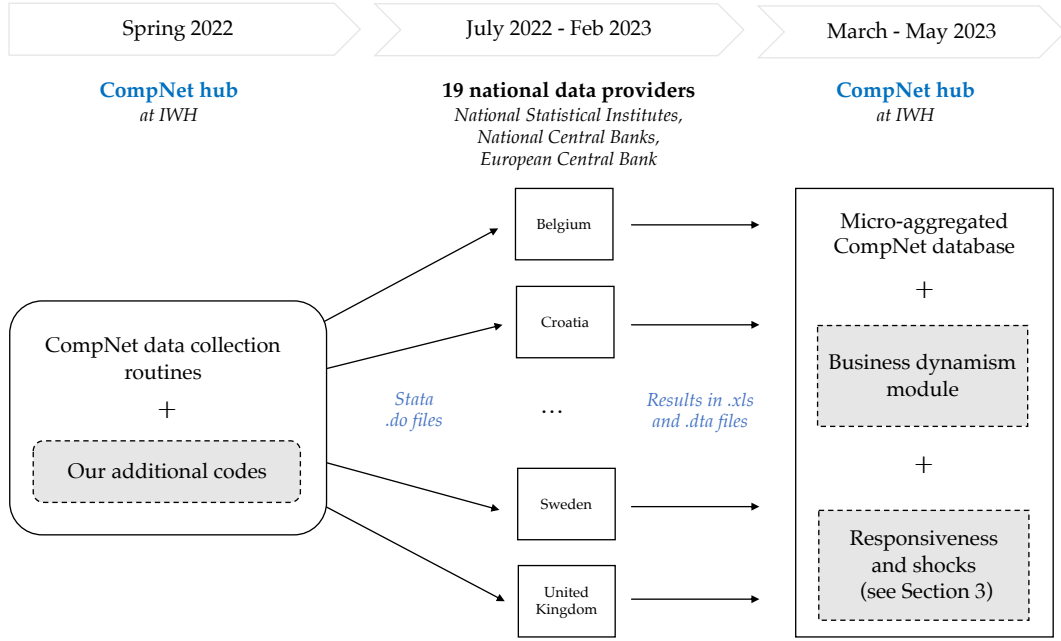 Spring 2022
July 2022 - Feb 2023
March - May 2023
CompNet hub
at IWH
19 national data providers
National Statistical Institutes,
National Central Banks,
European Central Bank
CompNet hub
at IWH
CompNet data collection
routines
+
Our additional codes
Stata
.do files
Belgium
Croatia
...
Sweden
United
Kingdom
Results in .xls
and .dta files
Micro-aggregated
CompNet database
+
Business dynamism
module
+
Responsiveness
and shocks
(see Section 3)